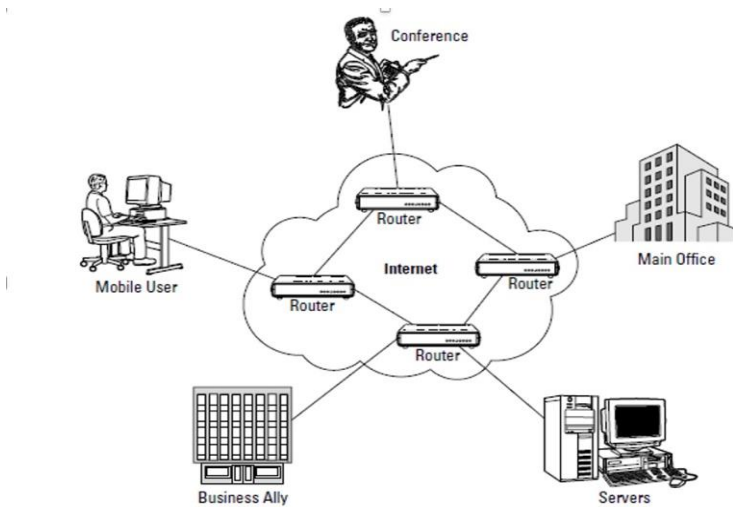 Conference
Router
Main Office
Internet
Router
Mobile User
Router
Router
Business Ally
Servers